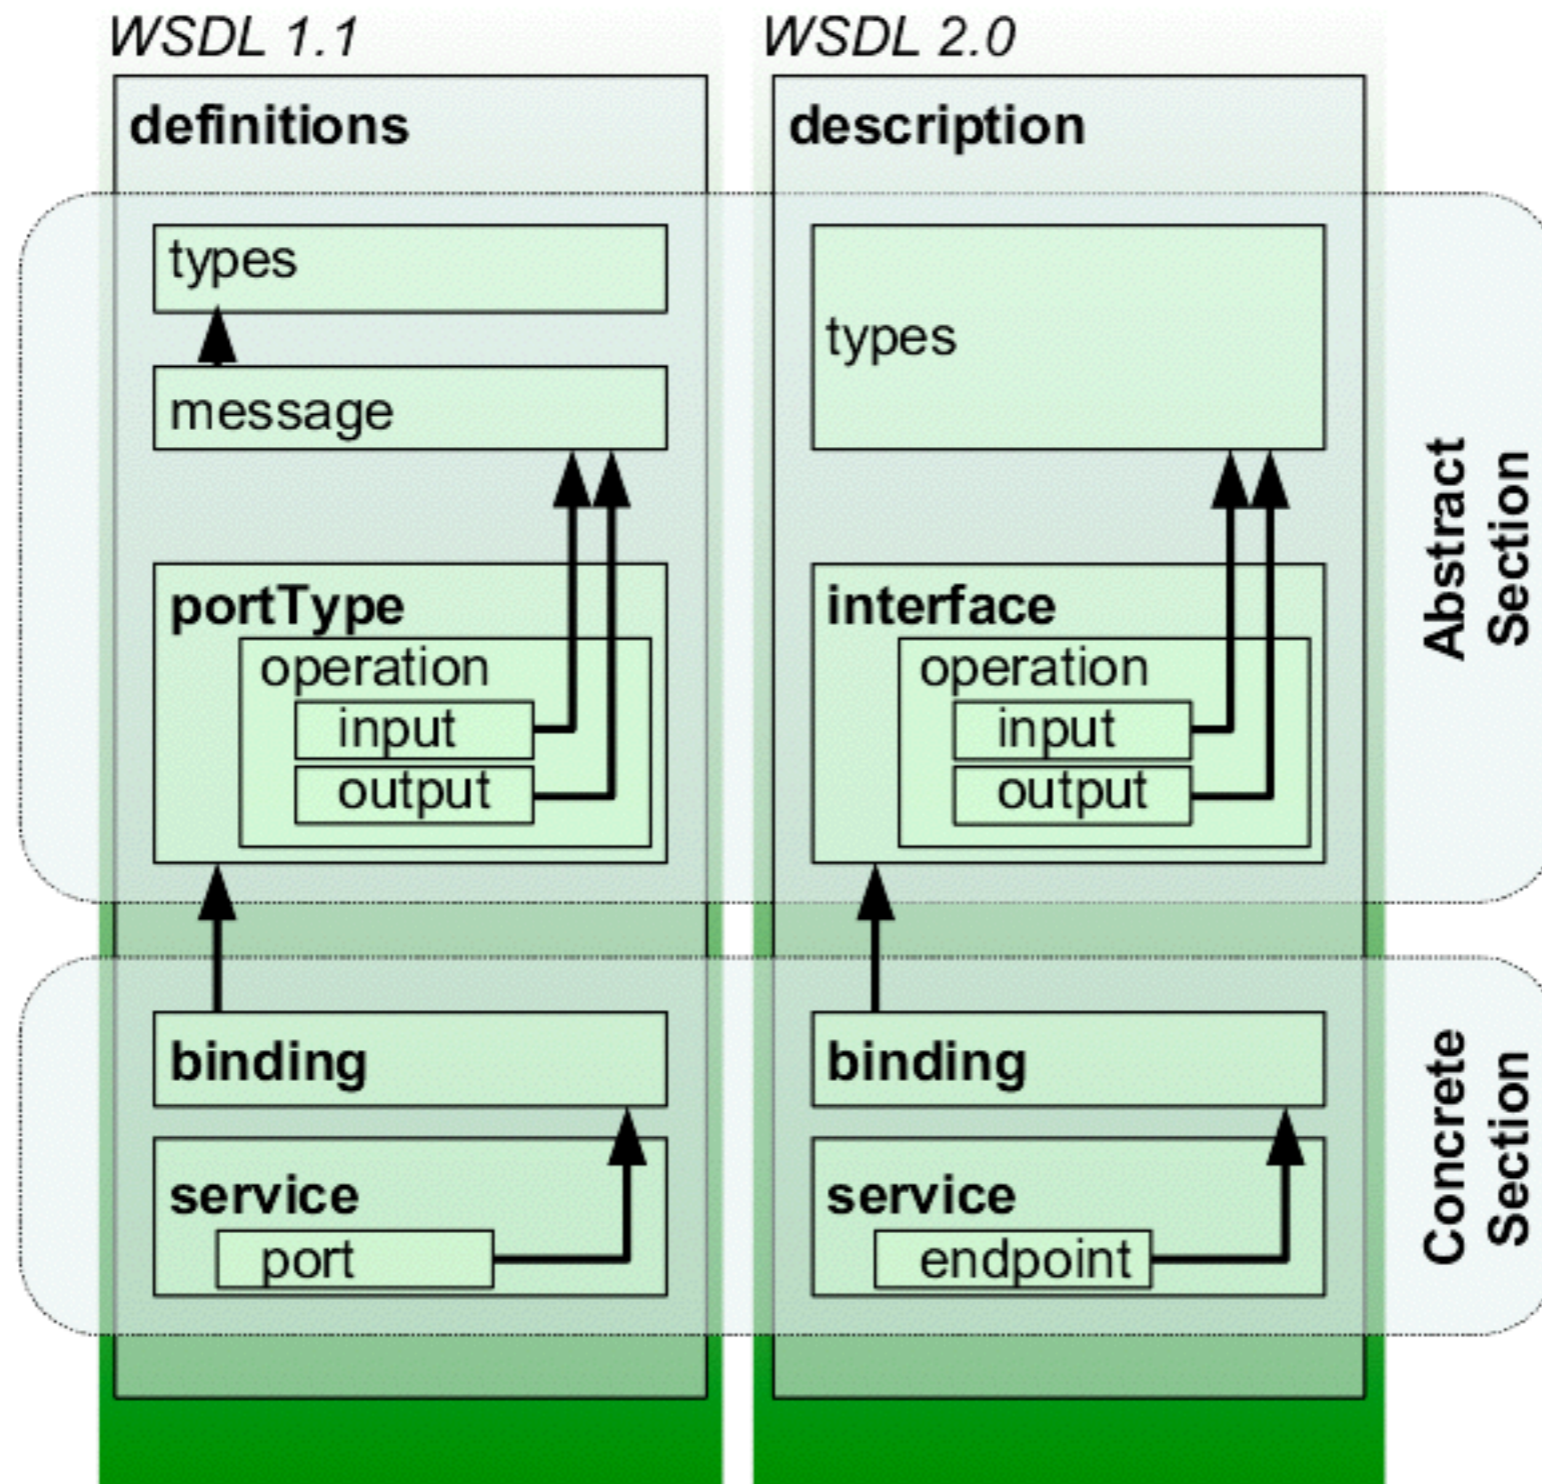 WSDL 1.1
definitions
types
message
portType
operation
input
output
binding
service
port
WSDL 2.0
description
types
interface
operation
input
output
binding
service
endpoint
Abstract
Section
Concrete
Section